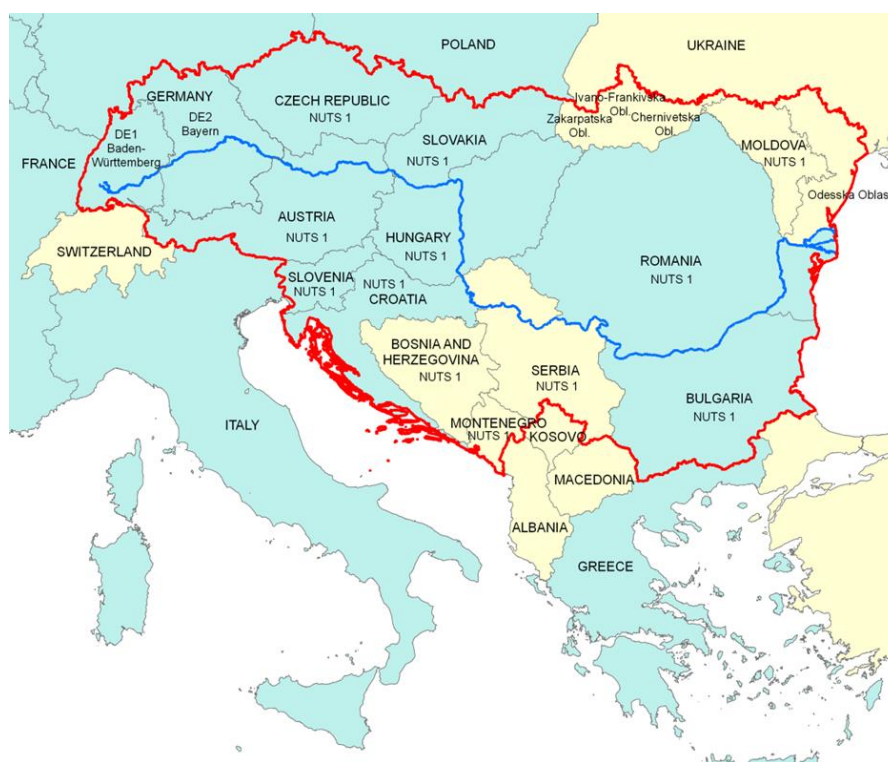 POLAND
UKRAINE
GERMANY
CZECH REPUBLIC
NUTS 1
DE2
Bayern
DE1
Baden-
Württemberg
FRANCE
SLOVAKIA
NUTS 1
Ivano-Frankivska
Obl.
Zakarpatska
Obl.
Chernivetska
Obl.
MOLDOVA
NUTS 1
Odesska Oblas
SWITZERLAND
AUSTRIA
NUTS 1
HUNGARY
NUTS 1
ROMANIA
NUTS 1
SLOVENIA
NUTS 1
NUTS 1
CROATIA
BOSNIA AND
HERZEGOVINA
NUTS 1
SERBIA
NUTS 1
BULGARIA
NUTS 1
ITALY
MONTENEGRO
NUTS 1
KOSOVO
MACEDONIA
ALBANIA
GREECE